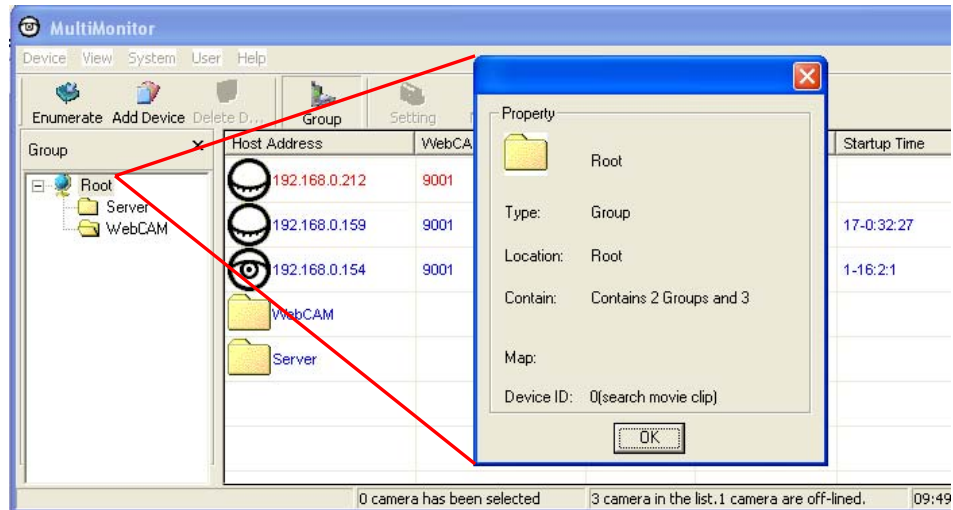 MultiMonitor
Device View System User Help
Enumerate Add Device Delete D... Group Setting
Group
Root
Server
WebCAM
Host Address WebCA Startup Time
192.168.0.212 9001
192.168.0.159 9001 17-0:32:27
192.168.0.154 9001 1-16:2:1
WebCAM
Server
Property
Root
Type: Group
Location: Root
Contain: Contains 2 Groups and 3
Map:
Device ID: 0(search movie clip)
OK
0 camera has been selected 3 camera in the list.1 camera are off-lined. 09:49